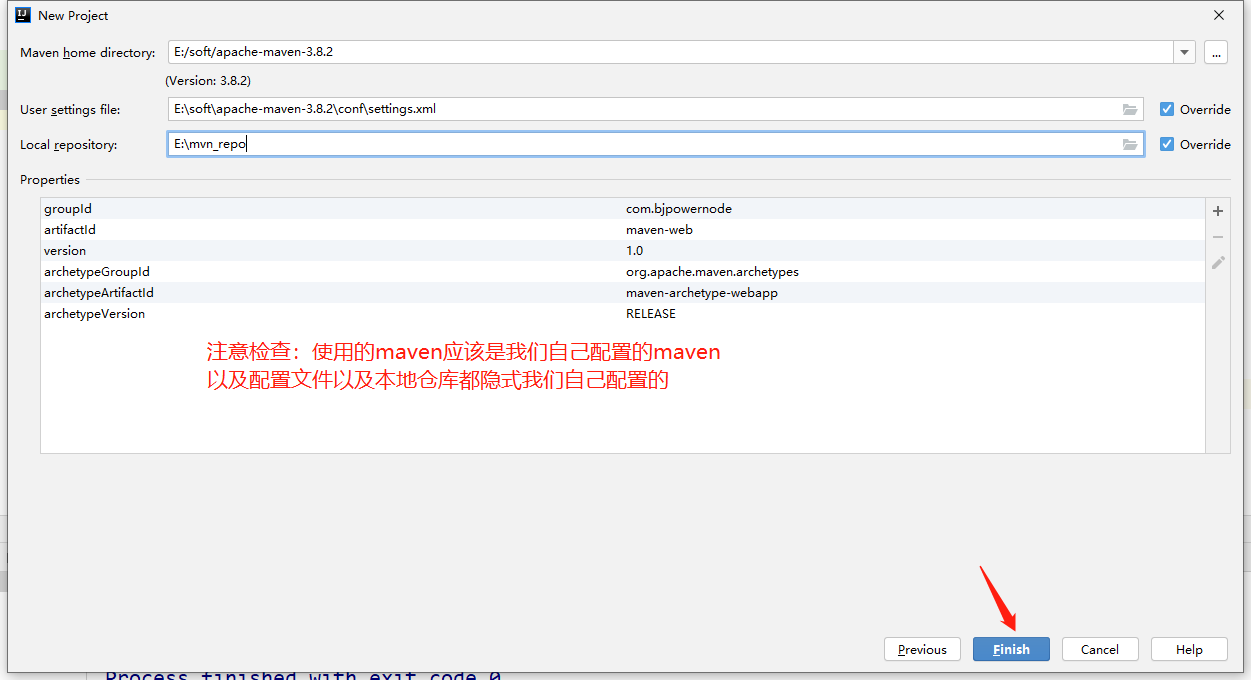 New Project
Maven home directory: E:/soft/apache-maven-3.8.2 ...
(Version: 3.8.2)
User settings file: E:\soft\apache-maven-3.8.2\conf\settings.xml Override
Local repository: E:\mvn_repo Override
Properties
groupId com.bjpowernode
artifactId maven-web
version 1.0
archetypeGroupId org.apache.maven.archetypes
archetypeArtifactId maven-archetype-webapp
archetypeVersion RELEASE
注意检查：使用的maven应该是我们自己配置的maven
以及配置文件以及本地仓库都隐式我们自己配置的
Previous Finish Cancel Help
Process finished with exit code 0